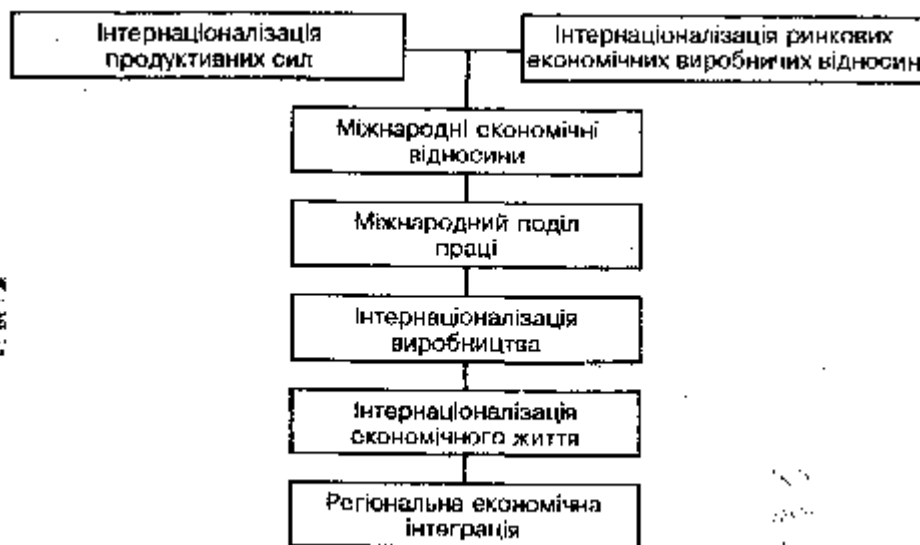 Інтернаціоналізація
продуктивних сил
Інтернаціоналізація ринкових
економічних виробничих відносин
Міжнародні економічні
відносини
Міжнародний поділ
праці
Інтернаціоналізація
виробництва
Інтернаціоналізація
економічного життя
Регіональна економічна
інтеграція